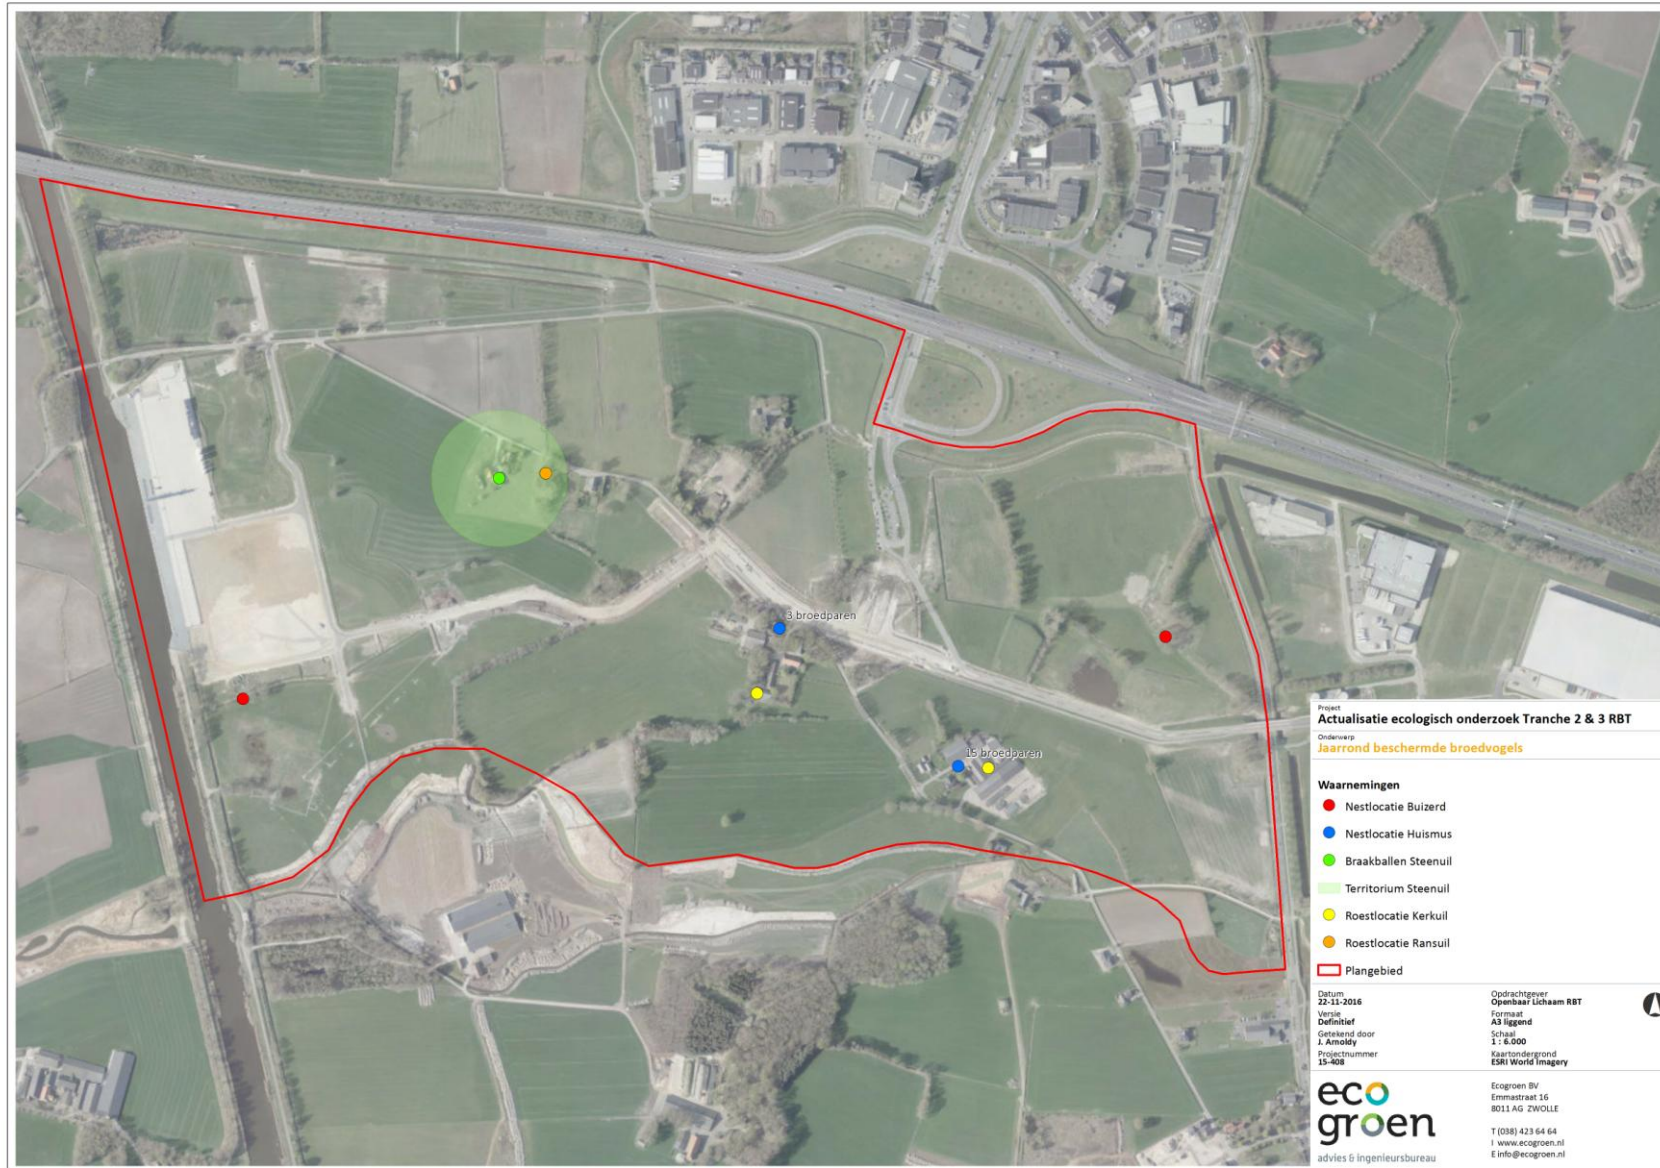 3 broedparen
15 broedparen
Project
Actualisatie ecologisch onderzoek Tranche 2 & 3 RBT
Onderwerp
Jaarrond beschermde broedvogels
Waarnemingen
Nestlocatie Buizerd
Nestlocatie Huismus
Braakballen Steenuil
Territorium Steenuil
Roestlocatie Kerkuil
Roestlocatie Ransuil
Plangebied
Datum
22-11-2016
Versie
Definitief
Getekend door
J. Arnoldy
Projectnummer
15-408
Opdrachtgever
Openbaar Lichaam RBT
Formaat
A3 liggend
Schaal
1 : 6.000
Kaartondergrond
ESRI World Imagery
eco
groen
advies & ingenieursbureau
Ecogroen BV
Emmastraat 16
8011 AG ZWOLLE
T (038) 423 64 64
I www.ecogroen.nl
E info@ecogroen.nl